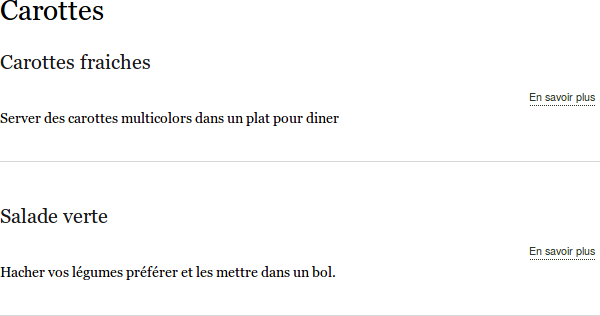 Carottes
Carottes fraiches
En savoir plus
Server des carottes multicolors dans un plat pour diner
Salade verte
En savoir plus
Hacher vos légumes préférer et les mettre dans un bol.